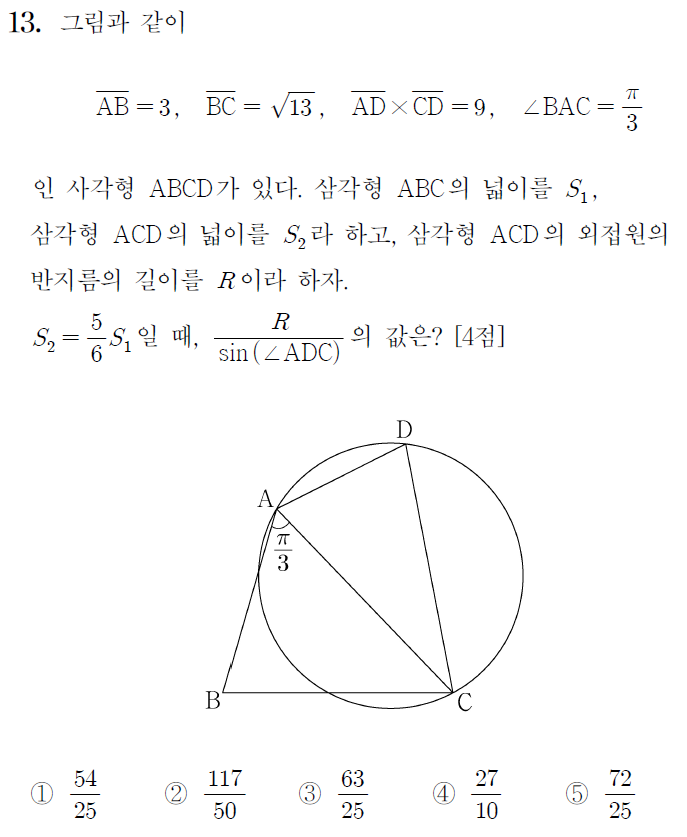 13. 그림과 같이
$\overline{AB}=3, \quad \overline{BC}=\sqrt{13}, \quad \overline{AD}\times\overline{CD}=9, \quad \angle BAC=\frac{\pi}{3}$
인 사각형 ABCD가 있다. 삼각형 ABC의 넓이를 $S_1$,
삼각형 ACD의 넓이를 $S_2$라 하고, 삼각형 ACD의 외접원의
반지름의 길이를 $R$이라 하자.
$S_2=\frac{5}{6}S_1$일 때, $\frac{R}{\sin(\angle ADC)}$의 값은? [4점]
D
A
$\frac{\pi}{3}$
B
C
① $\frac{54}{25}$ ② $\frac{117}{50}$ ③ $\frac{63}{25}$ ④ $\frac{27}{10}$ ⑤ $\frac{72}{25}$